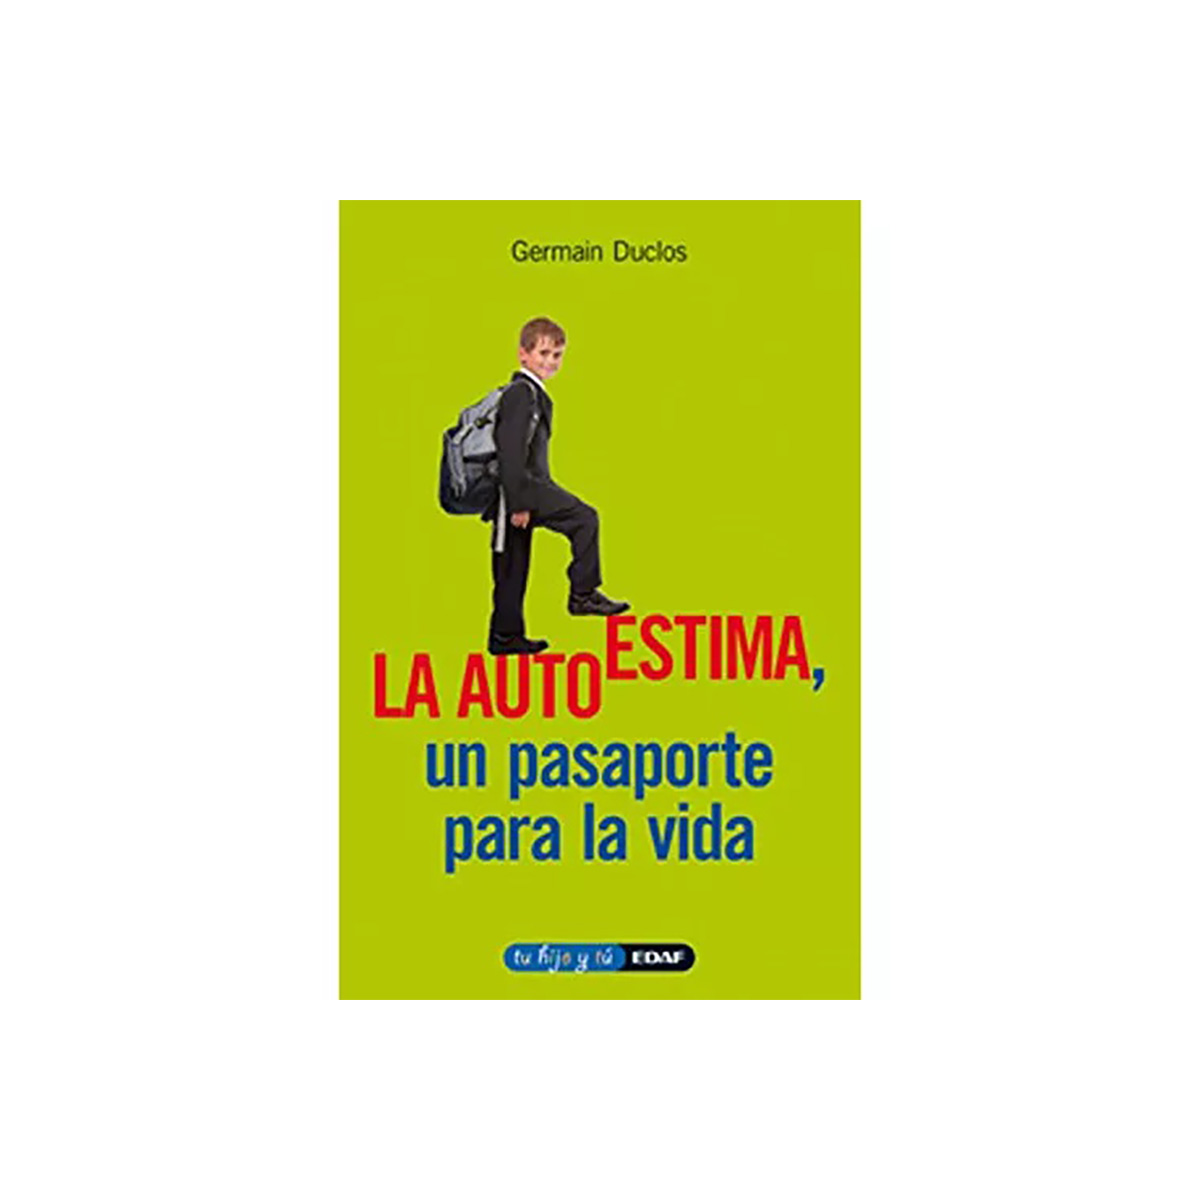 Germain Duclos
LA AUTOESTIMA,
un pasaporte
para la vida
tu hijo y tú EDAF